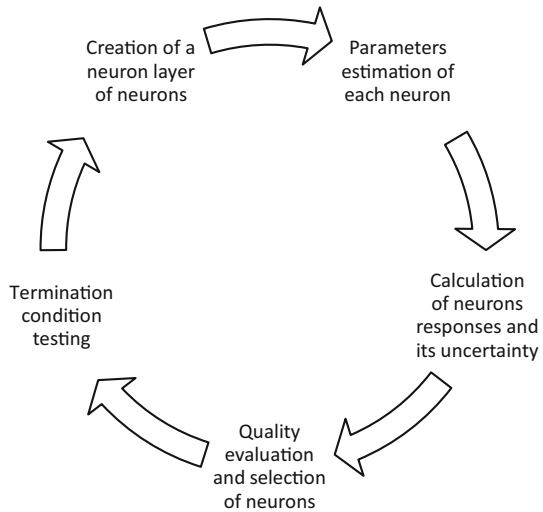 Creation of a
neuron layer
of neurons
Parameters
estimation of
each neuron
Calculation
of neurons
responses and
its uncertainty
Quality
evaluation
and selection
of neurons
Termination
condition
testing